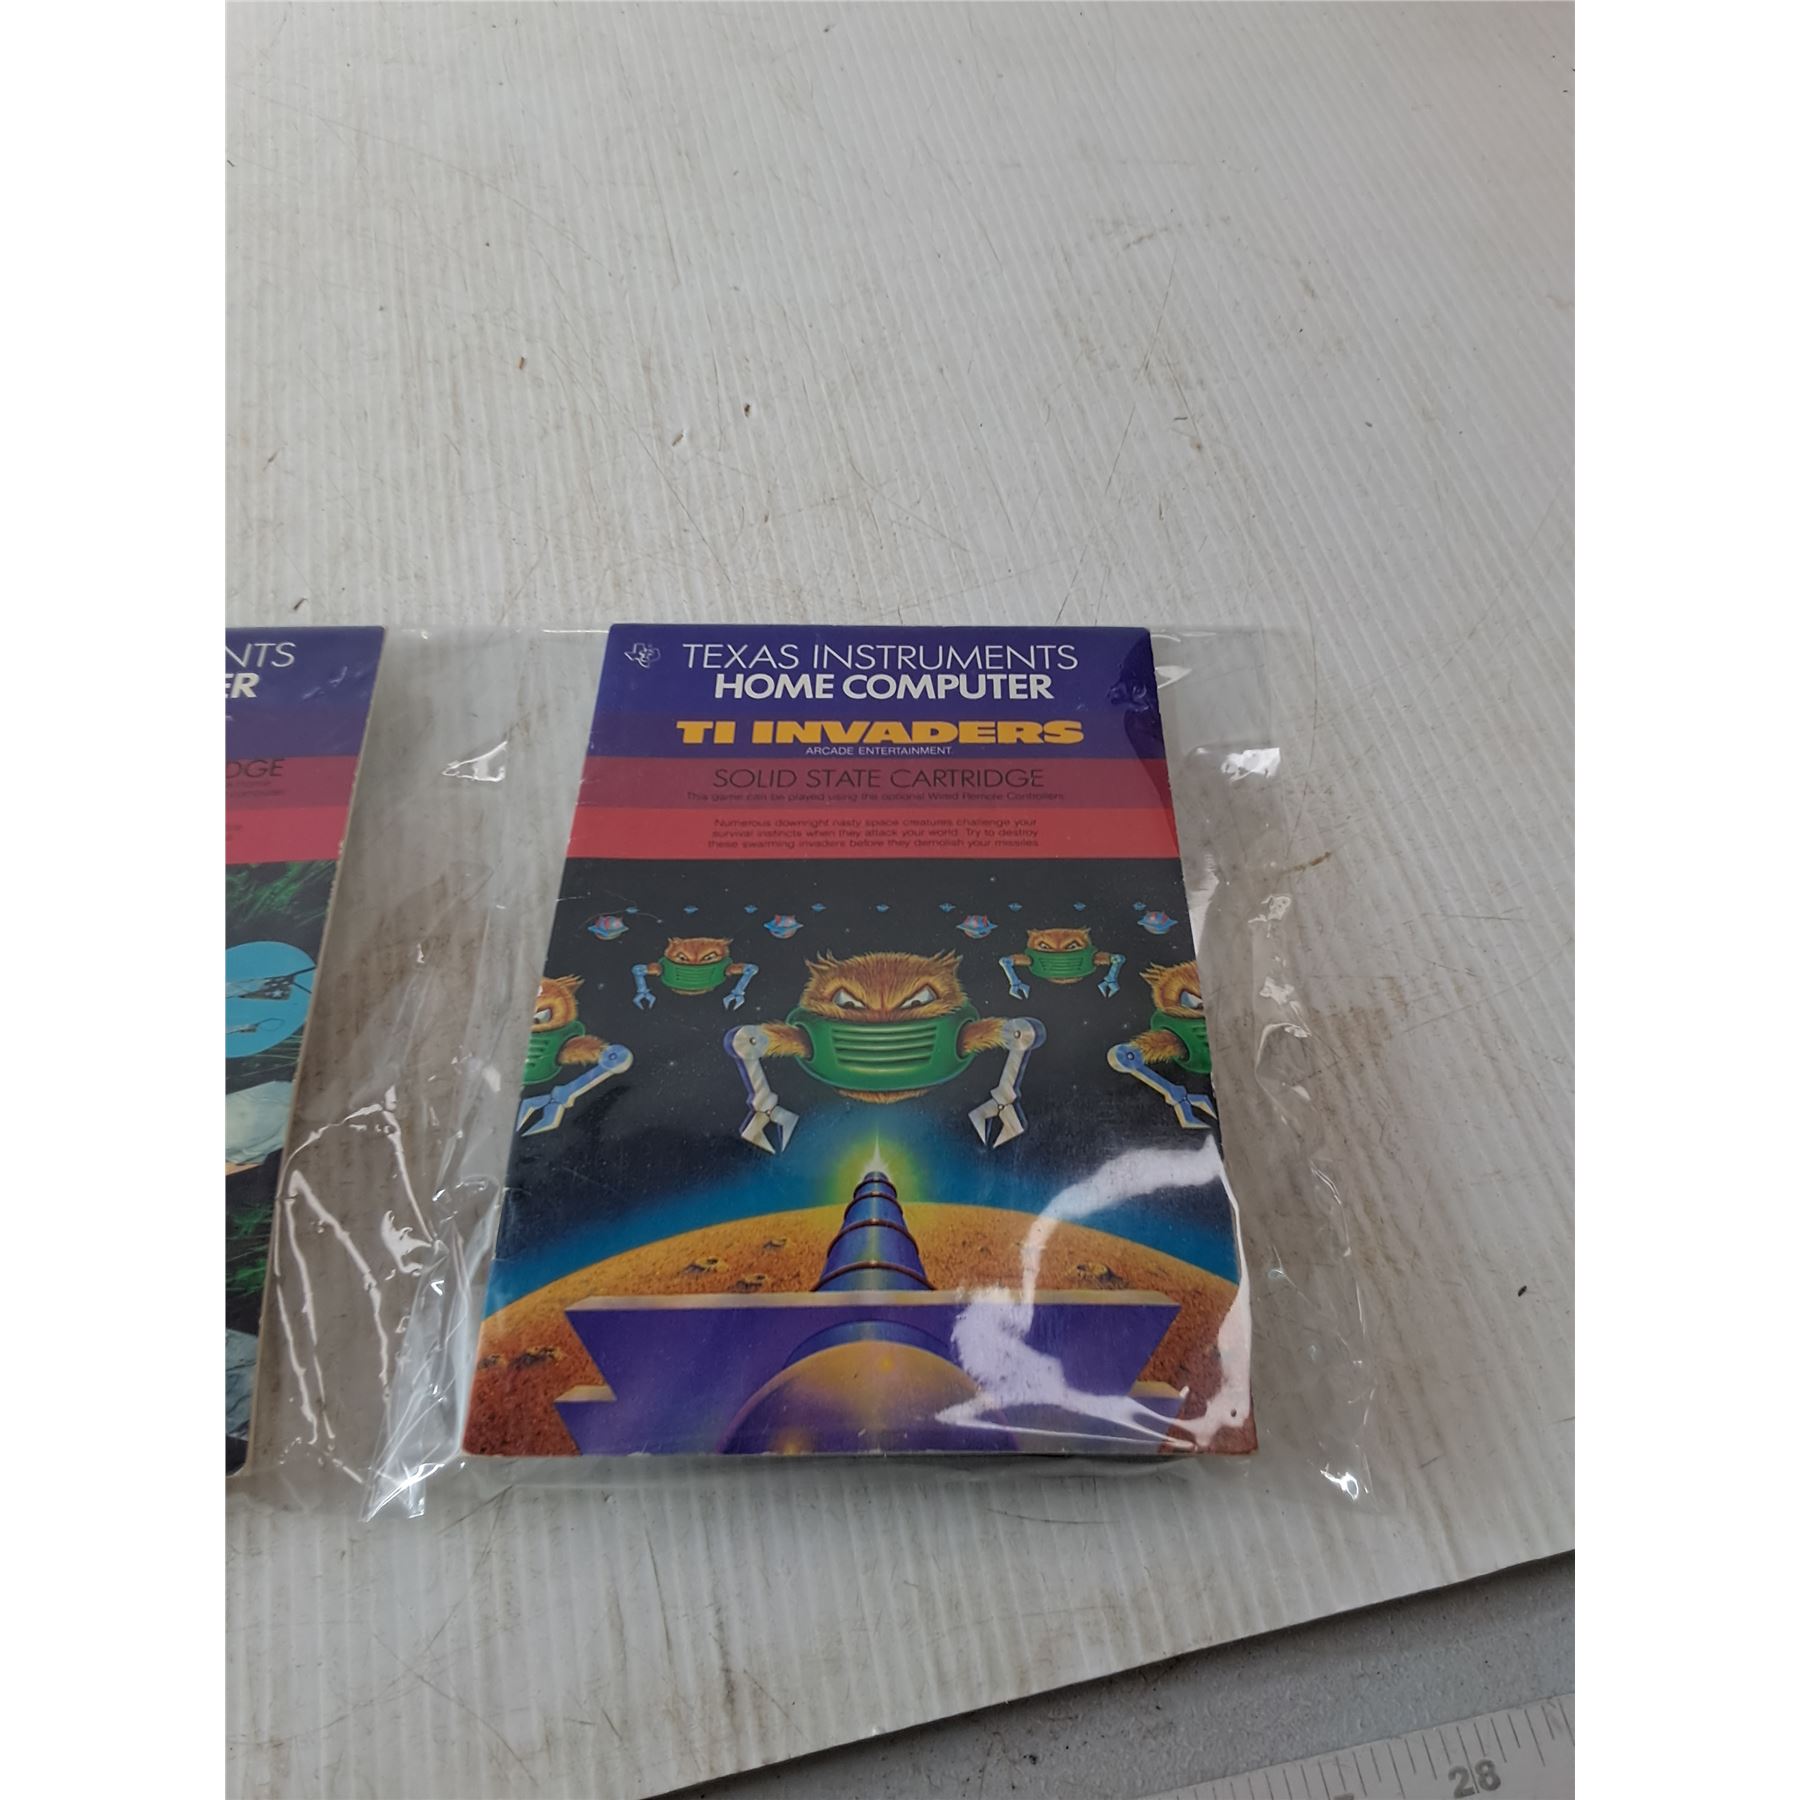 NTS
ER
DGE
TEXAS INSTRUMENTS
HOME COMPUTER
TI INVADERS
ARCADE ENTERTAINMENT
SOLID STATE CARTRIDGE
This game can be played using the optional Wired Remote Controllers
Numerous downright nasty space creatures challenge your
survival instincts when they attack your world. Try to destroy
these swarming invaders before they demolish your missiles
28